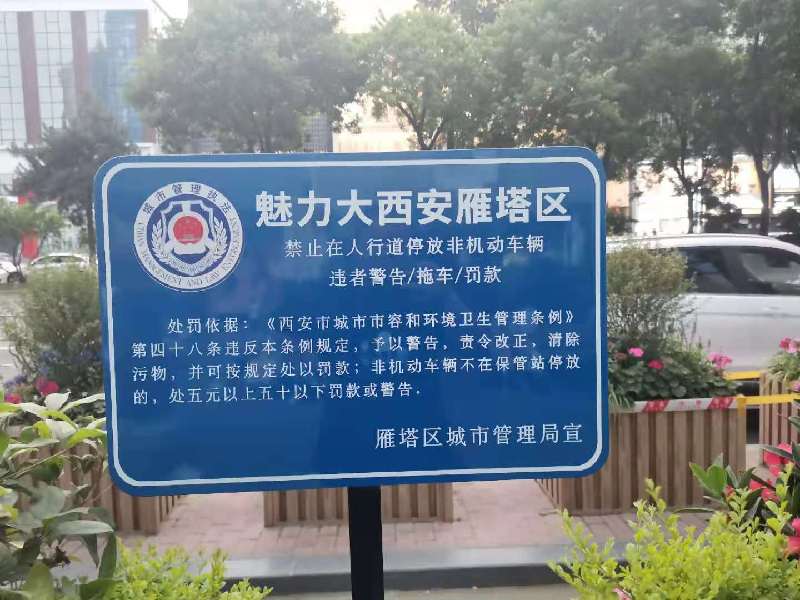 城市管理执法
魅力大西安雁塔区
禁止在人行道停放非机动车辆
违者警告/拖车/罚款
处罚依据：《西安市城市市容和环境卫生管理条例》
第四十八条违反本条例规定，予以警告，责令改正，清除
污物，并可按规定处以罚款；非机动车辆不在保管站停放
的，处五元以上五十以下罚款或警告．
雁塔区城市管理局宣